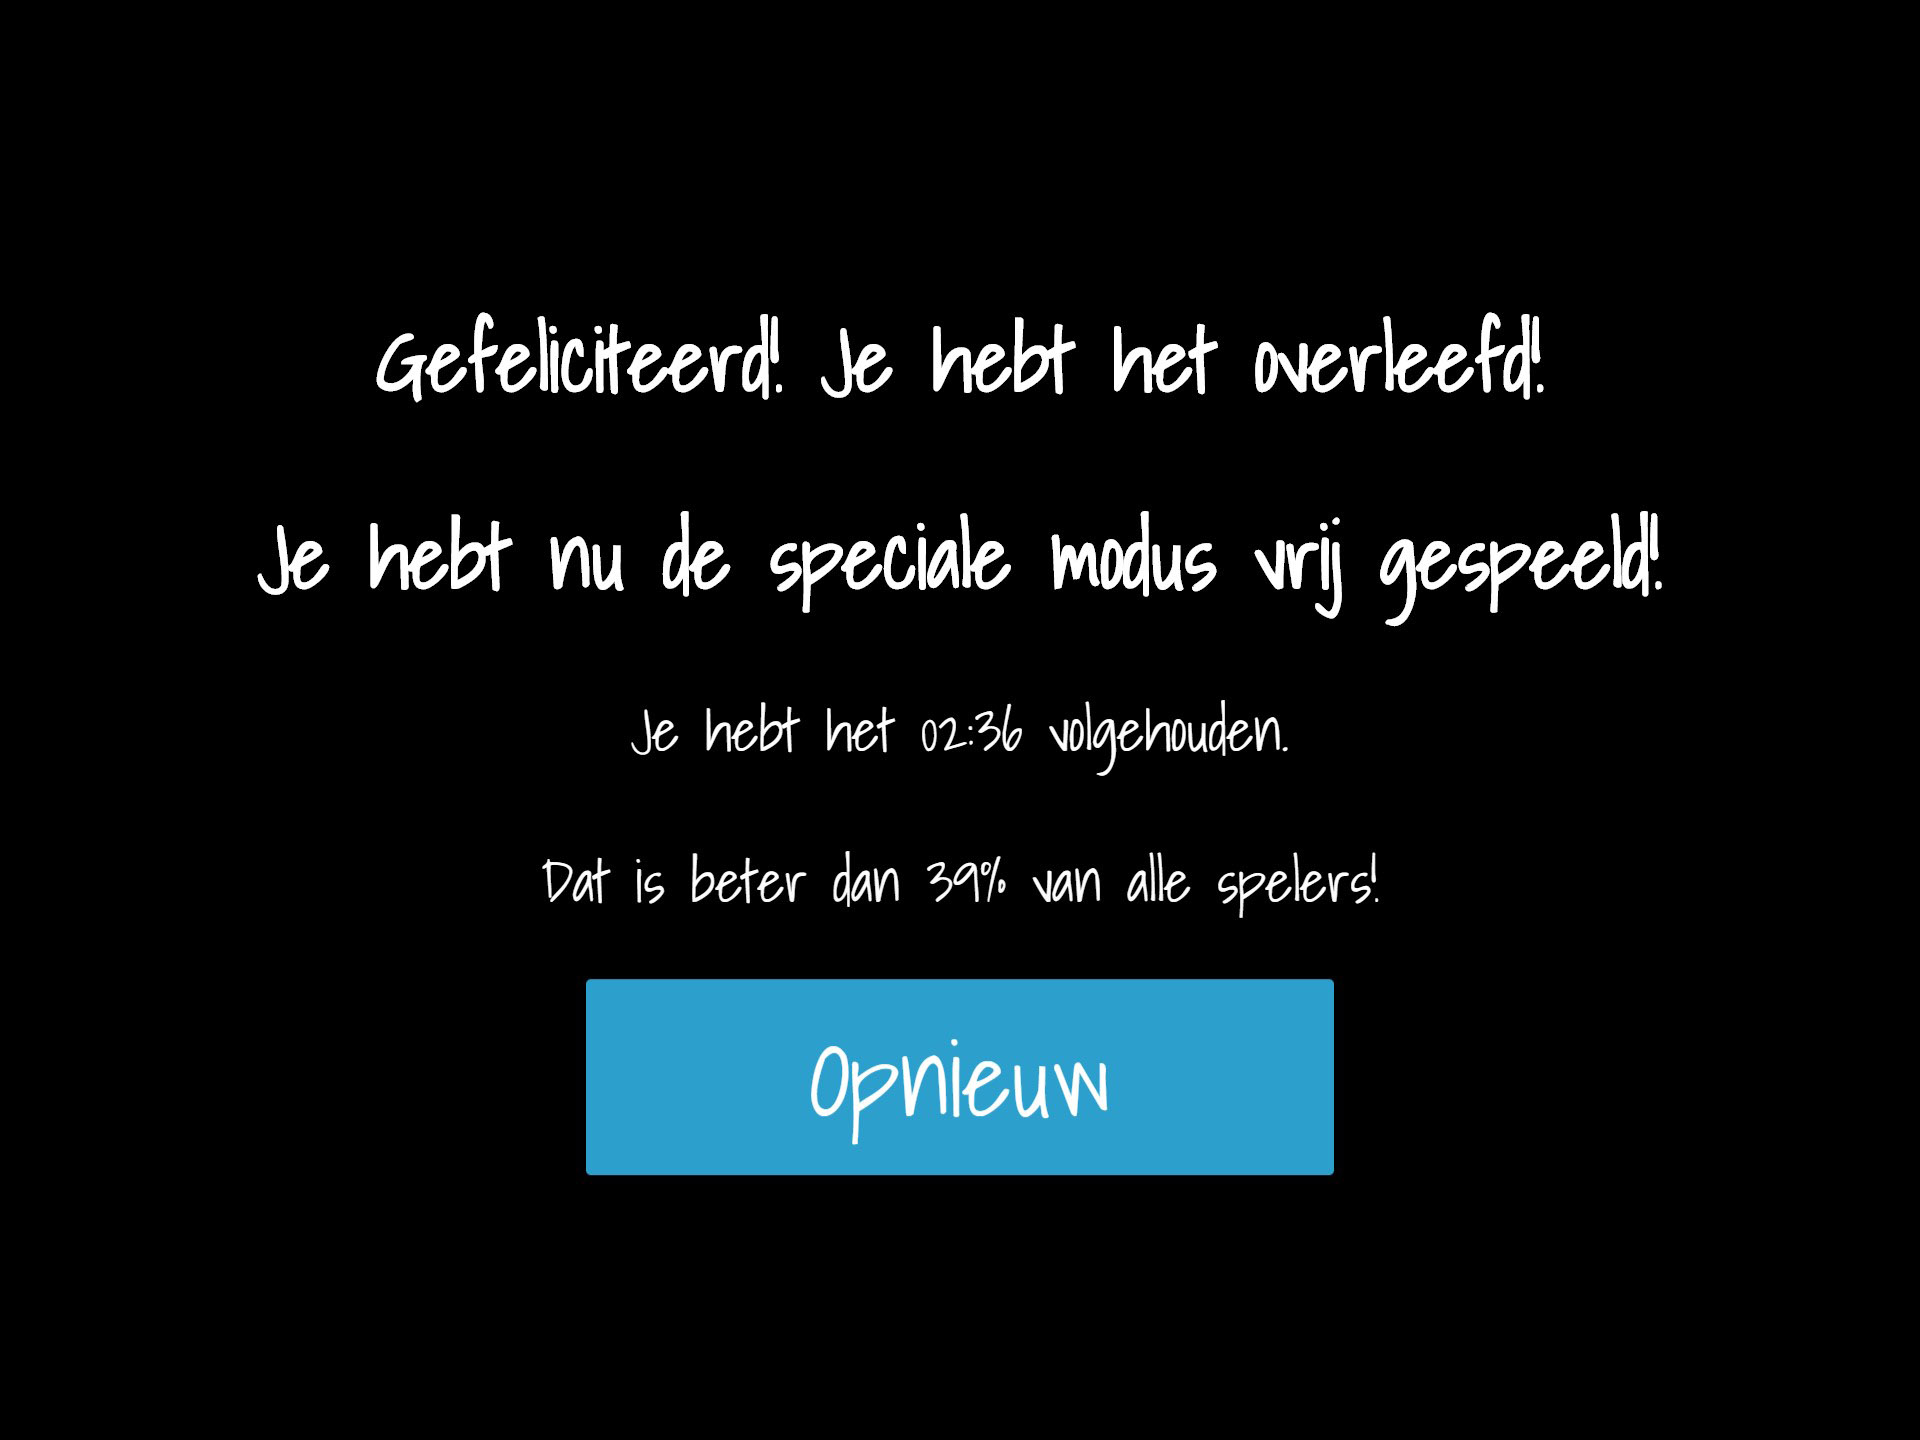 Gefeliciteerd! Je hebt het overleefd!
Je hebt nu de speciale modus vrij gespeeld!
Je hebt het 02:36 volgehouden.
Dat is beter dan 39% van alle spelers!
Opnieuw